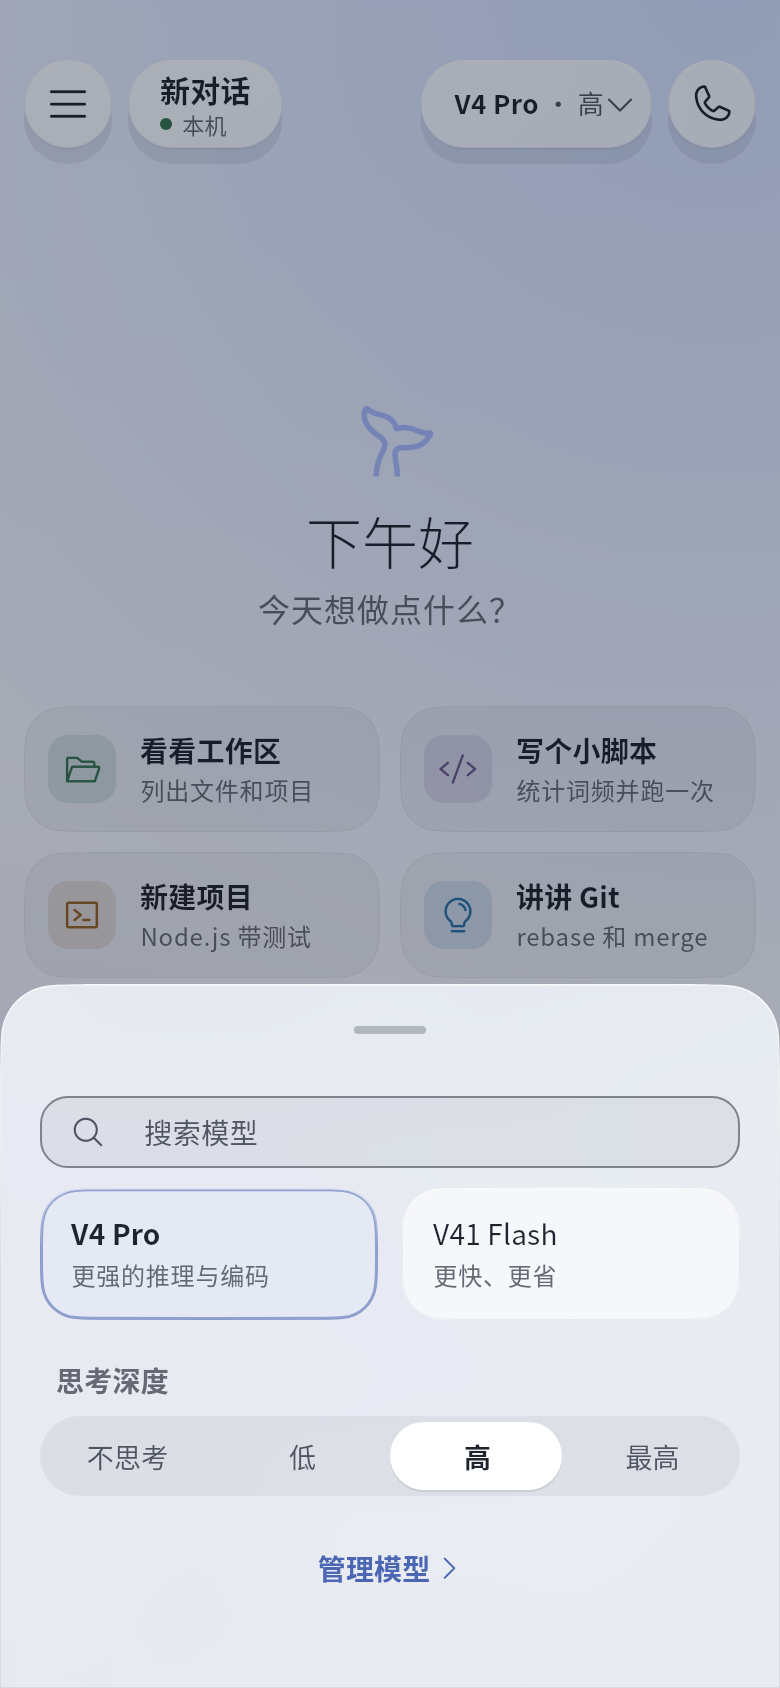 新对话
本机
V4 Pro · 高
下午好
今天想做点什么?
看看工作区
列出文件和项目
写个小脚本
统计词频并跑一次
新建项目
Node.js 带测试
讲讲 Git
rebase 和 merge
搜索模型
V4 Pro
更强的推理与编码
V41 Flash
更快、更省
思考深度
不思考
低
高
最高
管理模型